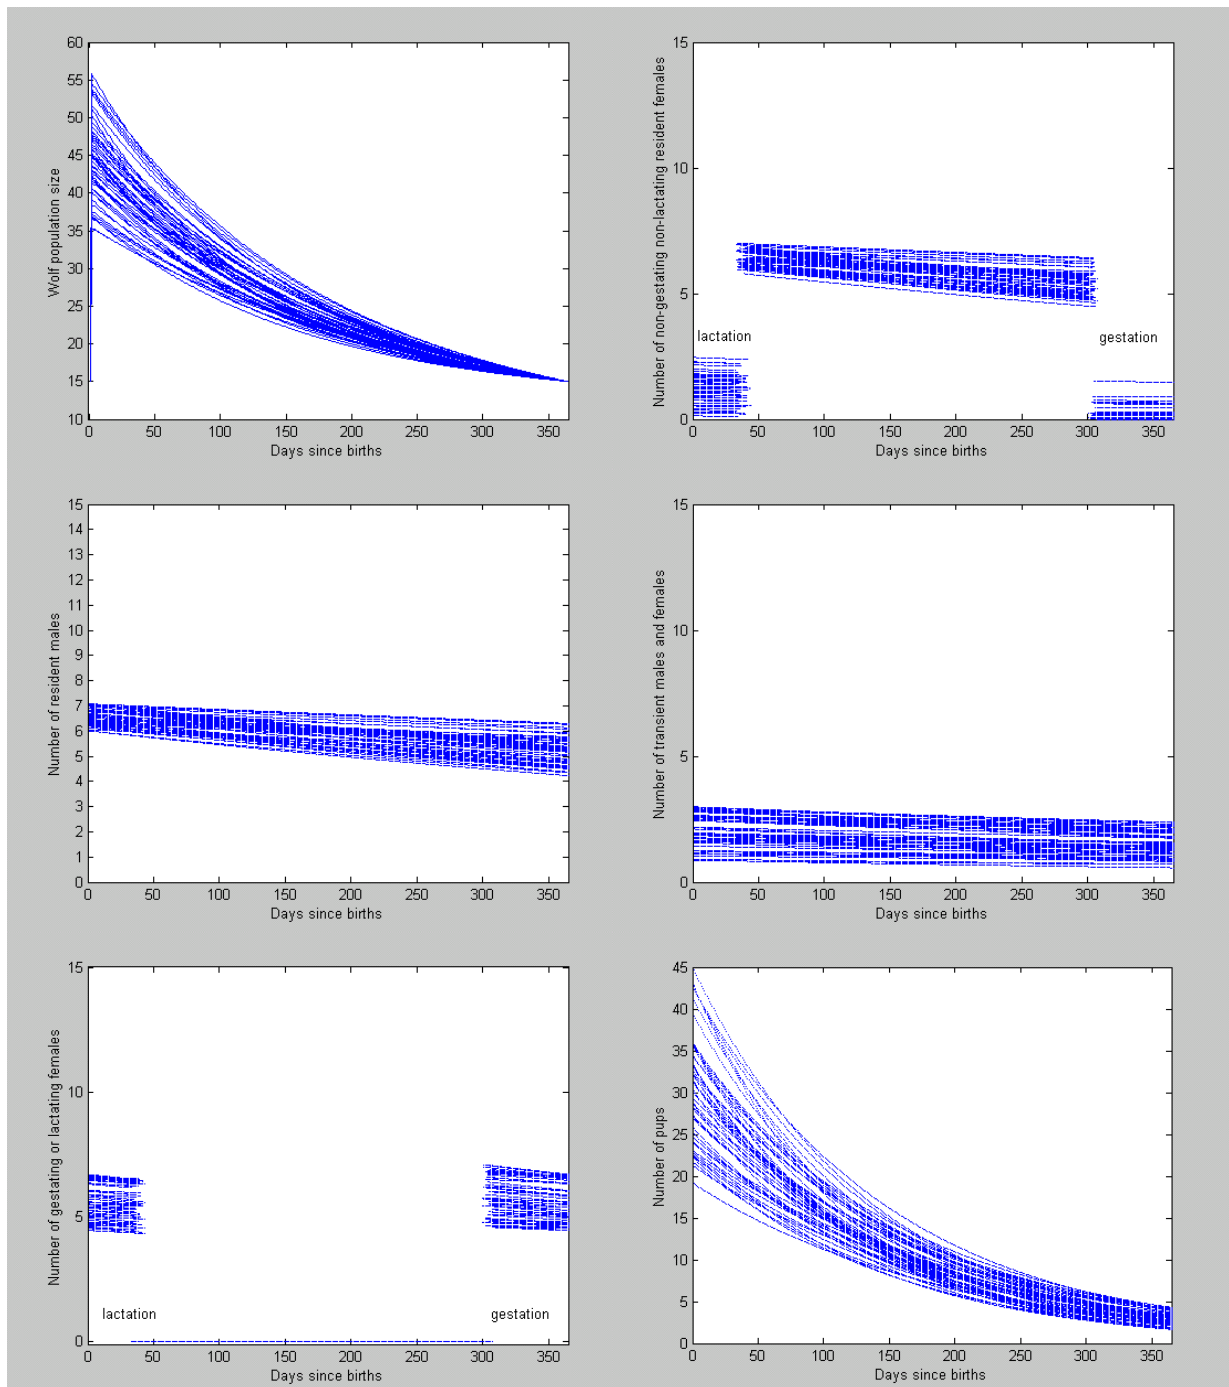 60
55
50
45
40
35
30
25
20
15
10
Wolf population size
0 50 100 150 200 250 300 350
Days since births
15
10
5
0
Number of non-gestating non-lactating resident females
lactation
gestation
0 50 100 150 200 250 300 350
Days since births
15
14
13
12
11
10
9
8
7
6
5
4
3
2
1
0
Number of resident males
0 50 100 150 200 250 300 350
Days since births
15
10
5
0
Number of transient males and females
0 50 100 150 200 250 300 350
Days since births
15
10
5
0
Number of gestating or lactating females
lactation
gestation
0 50 100 150 200 250 300 350
Days since births
45
40
35
30
25
20
15
10
5
0
Number of pups
0 50 100 150 200 250 300 350
Days since births